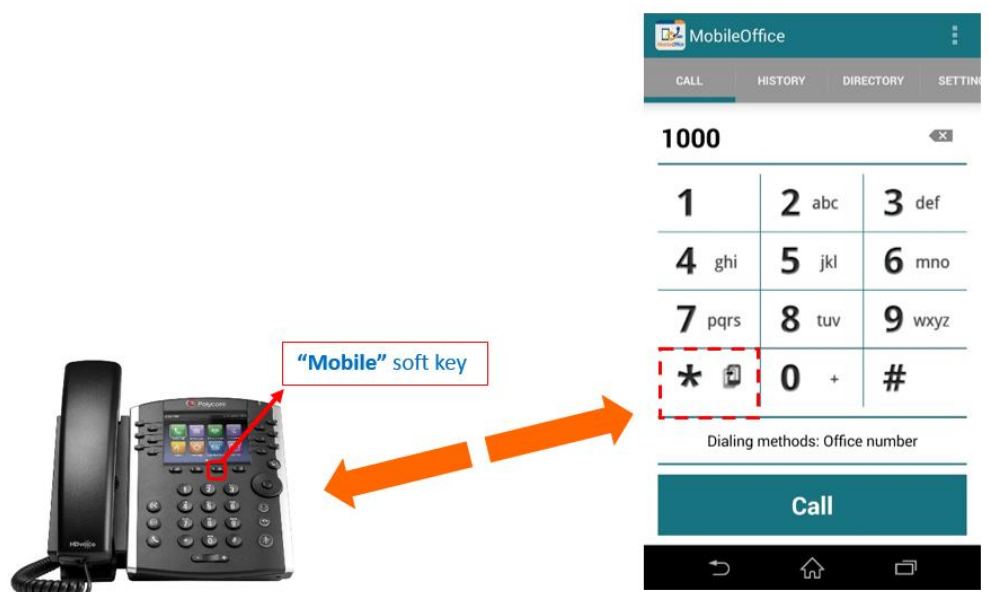 MobileOffice
CALL HISTORY DIRECTORY SETTIN
1000
1 2 abc 3 def
4 ghi 5 jkl 6 mno
7 pqrs 8 tuv 9 wxyz
* 0 + #
Dialing methods: Office number
Call
“Mobile” soft key
Polycom
HDvoice